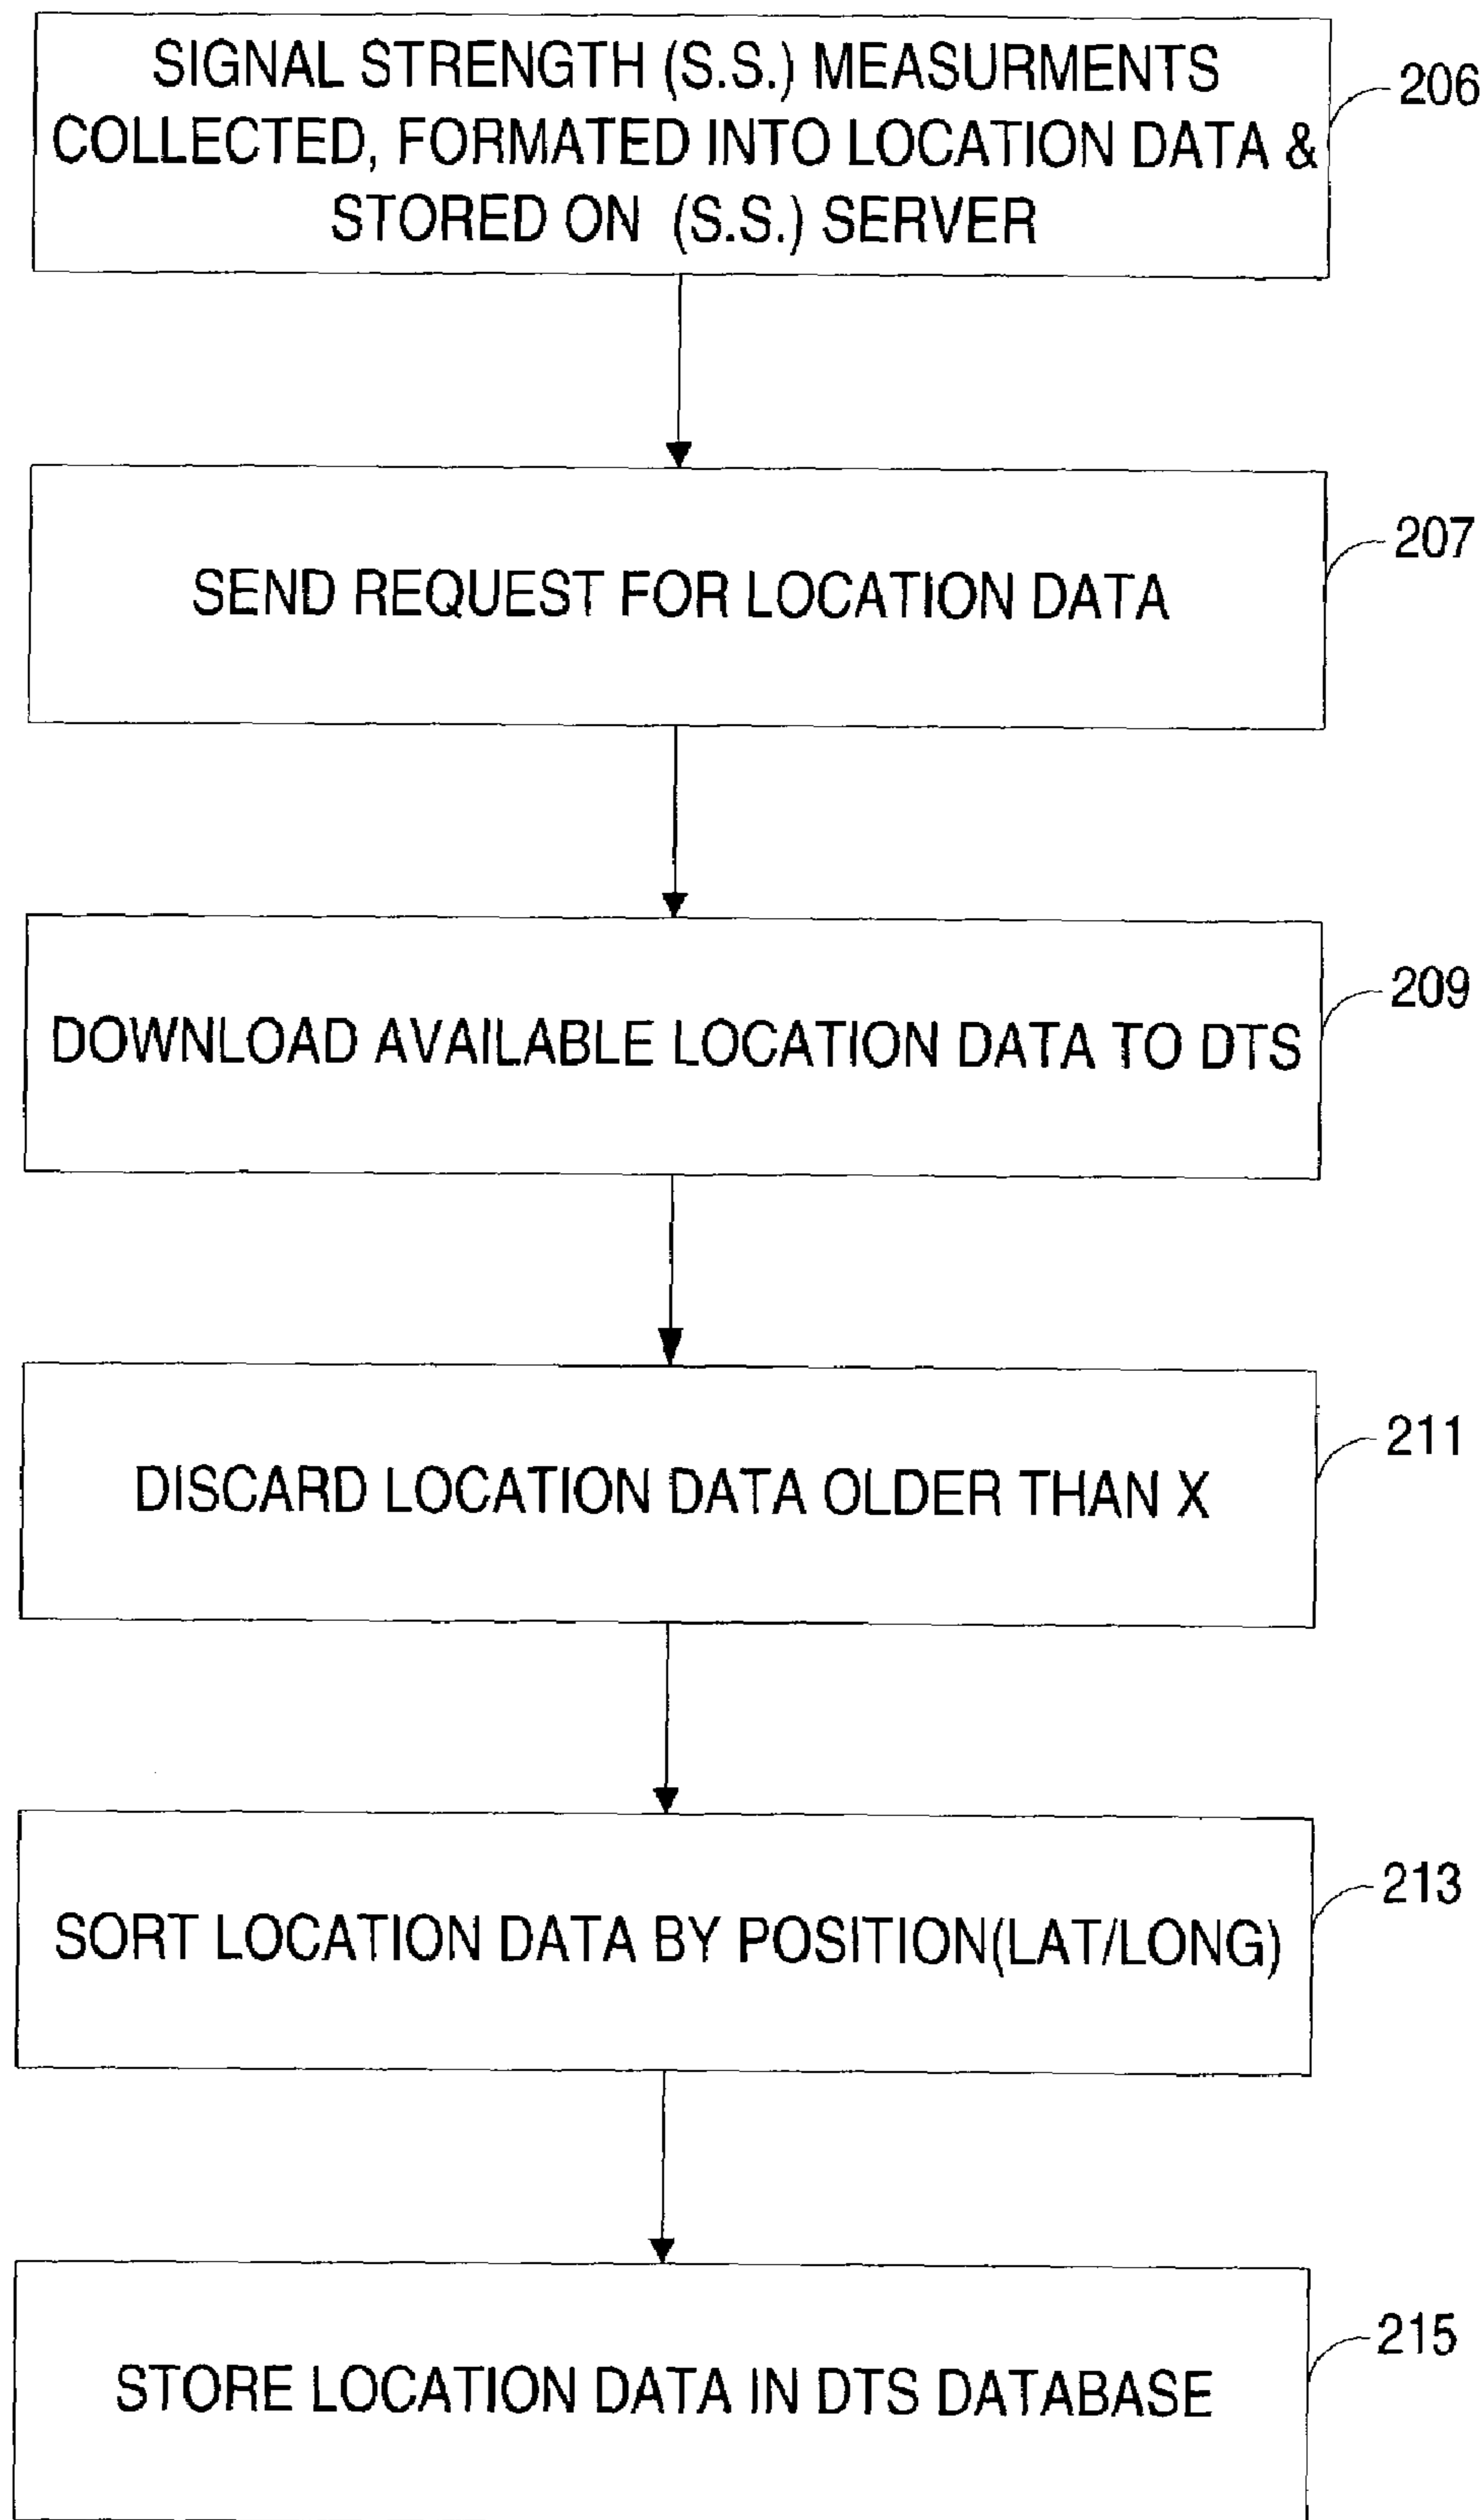 SIGNAL STRENGTH (S.S.) MEASURMENTS
COLLECTED, FORMATED INTO LOCATION DATA &
STORED ON (S.S.) SERVER
206
SEND REQUEST FOR LOCATION DATA
207
DOWNLOAD AVAILABLE LOCATION DATA TO DTS
209
DISCARD LOCATION DATA OLDER THAN X
211
SORT LOCATION DATA BY POSITION(LAT/LONG)
213
STORE LOCATION DATA IN DTS DATABASE
215